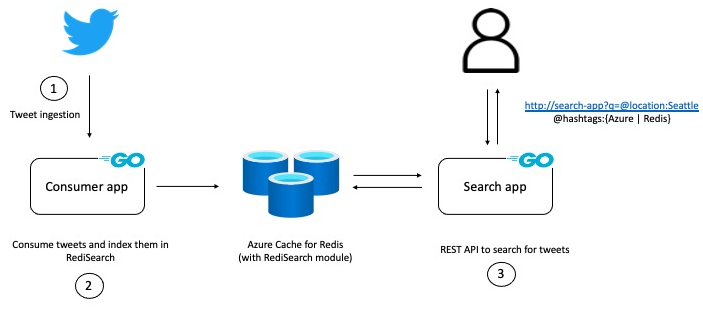 1
Tweet ingestion
http://search-app?q=@location:Seattle
@hashtags:{Azure | Redis}
GO
Consumer app
GO
Search app
Consume tweets and index them in
RediSearch
2
Azure Cache for Redis
(with RediSearch module)
REST API to search for tweets
3